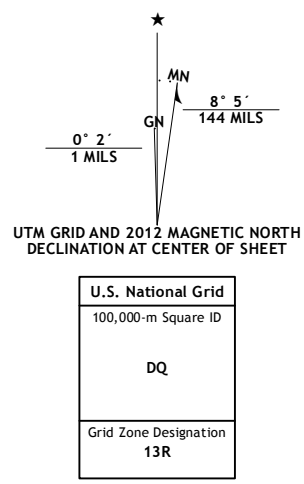 ★
MN
8° 5´
144 MILS
GN
0° 2´
1 MILS
UTM GRID AND 2012 MAGNETIC NORTH
DECLINATION AT CENTER OF SHEET
U.S. National Grid
100,000-m Square ID
DQ
Grid Zone Designation
13R